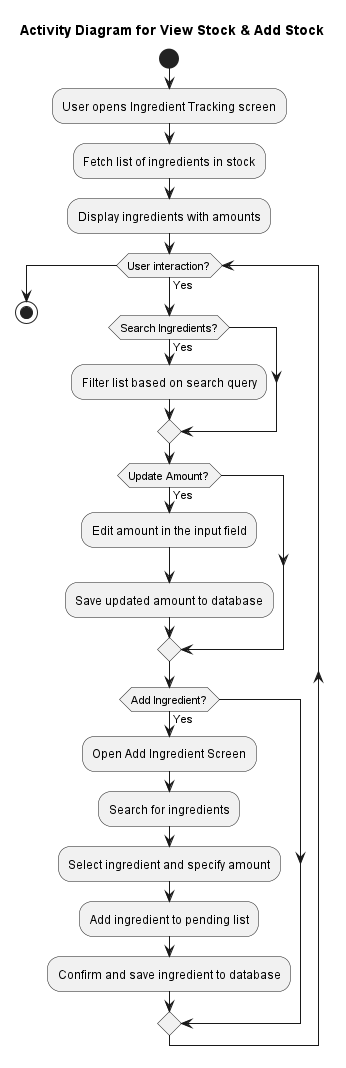 Activity Diagram for View Stock & Add Stock
User opens Ingredient Tracking screen
Fetch list of ingredients in stock
Display ingredients with amounts
User interaction?
Yes
Search Ingredients?
Yes
Filter list based on search query
Update Amount?
Yes
Edit amount in the input field
Save updated amount to database
Add Ingredient?
Yes
Open Add Ingredient Screen
Search for ingredients
Select ingredient and specify amount
Add ingredient to pending list
Confirm and save ingredient to database